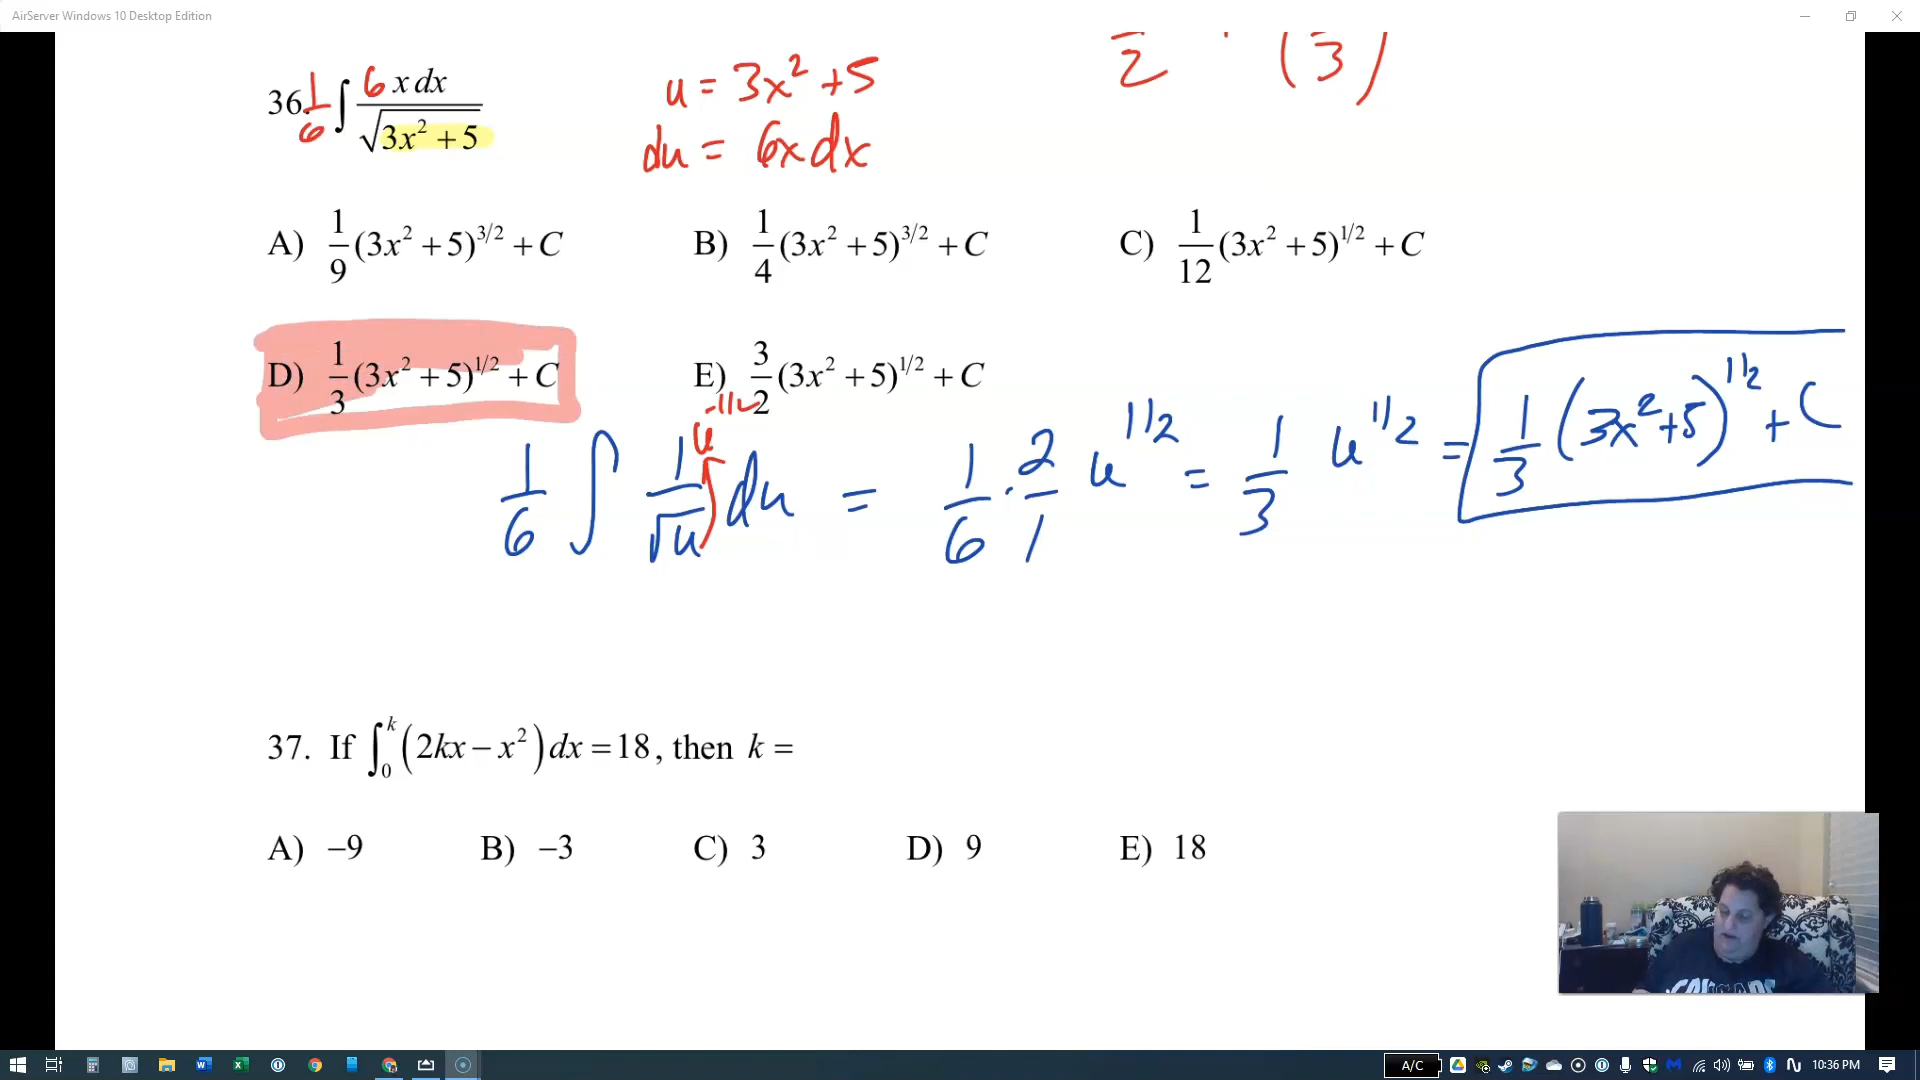 AirServer Windows 10 Desktop Edition
2 · (3)
36. 1/6 ∫ 6 x dx / √(3x² + 5)
u = 3x² + 5
du = 6x dx
A) 1/9 (3x² + 5)^{3/2} + C B) 1/4 (3x² + 5)^{3/2} + C C) 1/12 (3x² + 5)^{1/2} + C
D) 1/3 (3x² + 5)^{1/2} + C E) 3/2 (3x² + 5)^{1/2} + C
u^{-1/2}
1/6 ∫ 1/√u du = 1/6 · 2/1 u^{1/2} = 1/3 u^{1/2} = 1/3 (3x² + 5)^{1/2} + C
37. If ∫₀ᵏ (2kx − x²) dx = 18, then k =
A) −9 B) −3 C) 3 D) 9 E) 18
A/C 10:36 PM